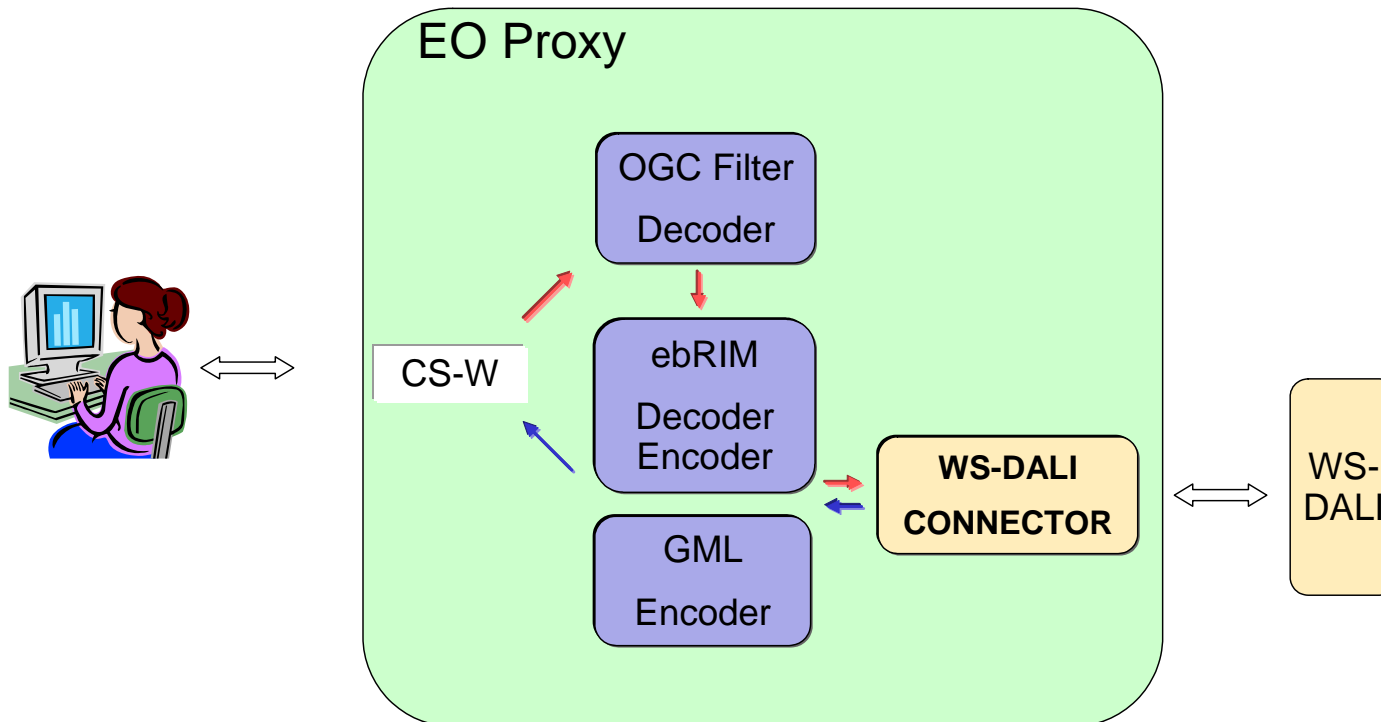 EO Proxy
OGC Filter
Decoder
CS-W
ebRIM
Decoder
Encoder
WS-DALI
CONNECTOR
GML
Encoder
WS-
DALI